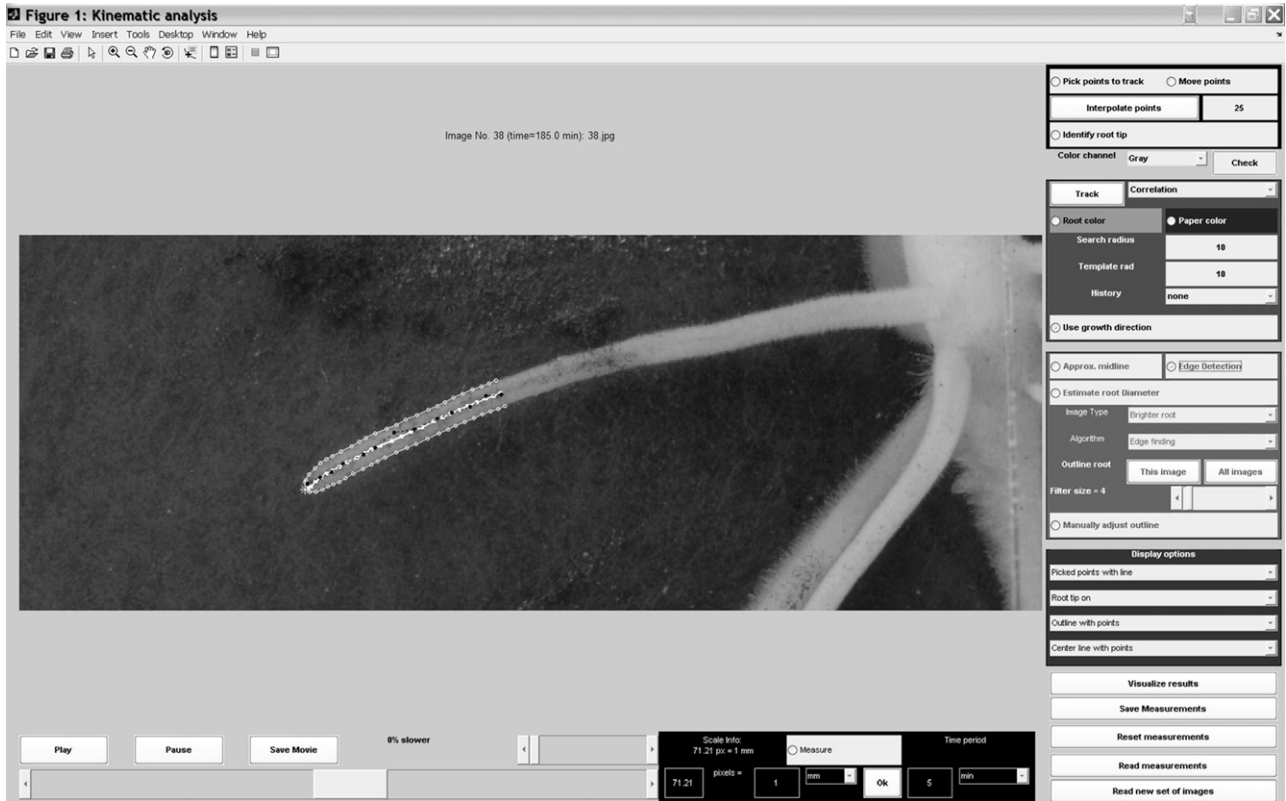 Figure 1: Kinematic analysis
File Edit View Insert Tools Desktop Window Help
Image No. 38 (time=185.0 min): 38.jpg
Pick points to track Move points
Interpolate points 25
Identify root tip
Color channel Gray Check
Track Correlation
Root color Paper color
Search radius 18
Template rad 18
History none
Use growth direction
Approx. midline Edge Detection
Estimate root Diameter
Image Type Brighter root
Algorithm Edge finding
Outline root This image All images
Filter size = 4
Manually adjust outline
Display options
Picked points with line
Root tip on
Outline with points
Center line with points
Visualize results
Save Measurements
Reset measurements
Read measurements
Read new set of images
Play Pause Save Movie 0% slower
Scale Info:
71.21 px = 1 mm
Measure
Time period
71.21 pixels = 1 mm Ok 5 min